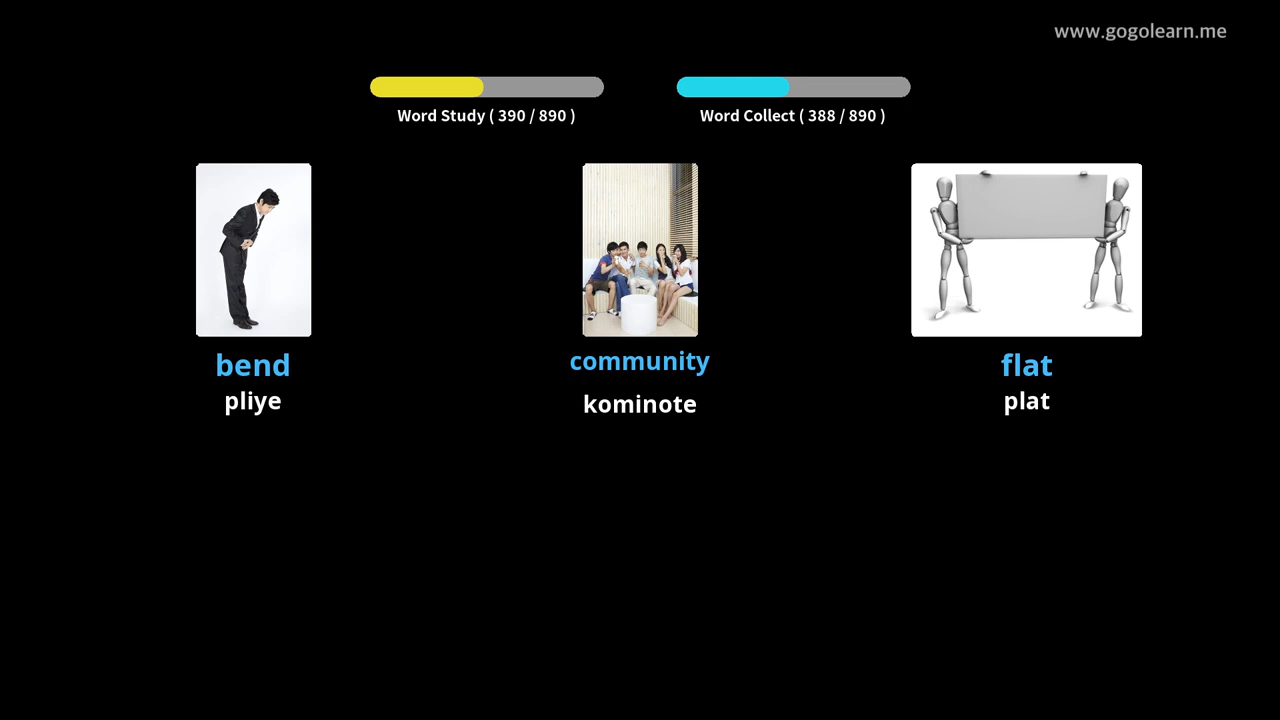 www.gogolearn.me
Word Study ( 390 / 890 )
Word Collect ( 388 / 890 )
bend
pliye
community
kominote
flat
plat